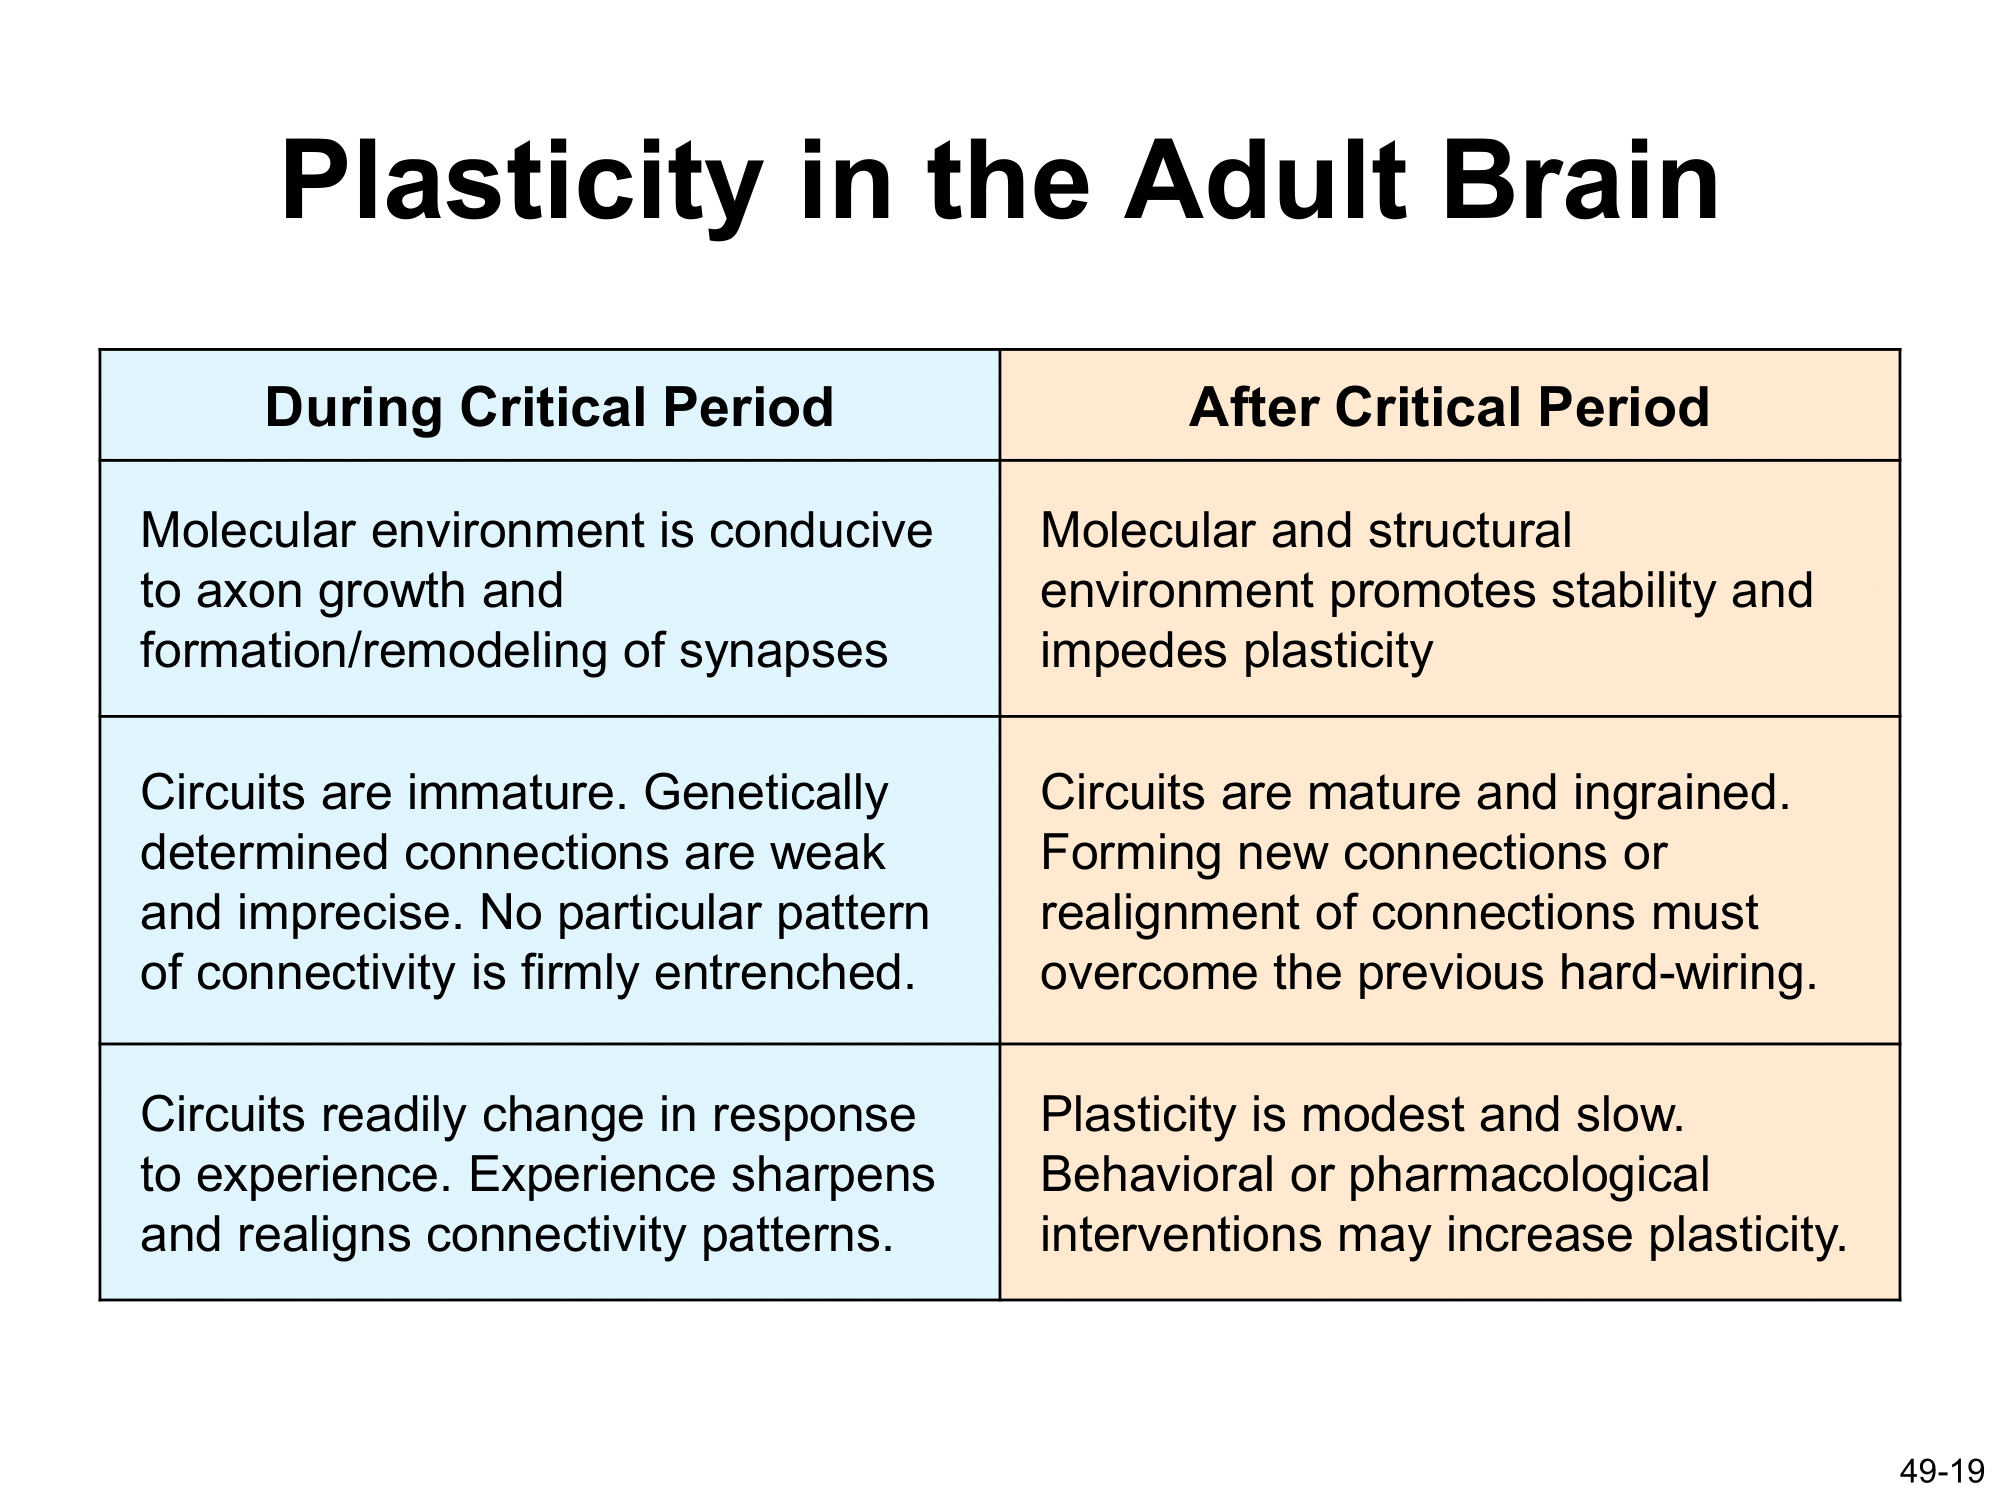 Plasticity in the Adult Brain
During Critical Period
After Critical Period
Molecular environment is conducive
to axon growth and
formation/remodeling of synapses
Molecular and structural
environment promotes stability and
impedes plasticity
Circuits are immature. Genetically
determined connections are weak
and imprecise. No particular pattern
of connectivity is firmly entrenched.
Circuits are mature and ingrained.
Forming new connections or
realignment of connections must
overcome the previous hard-wiring.
Circuits readily change in response
to experience. Experience sharpens
and realigns connectivity patterns.
Plasticity is modest and slow.
Behavioral or pharmacological
interventions may increase plasticity.
49-19